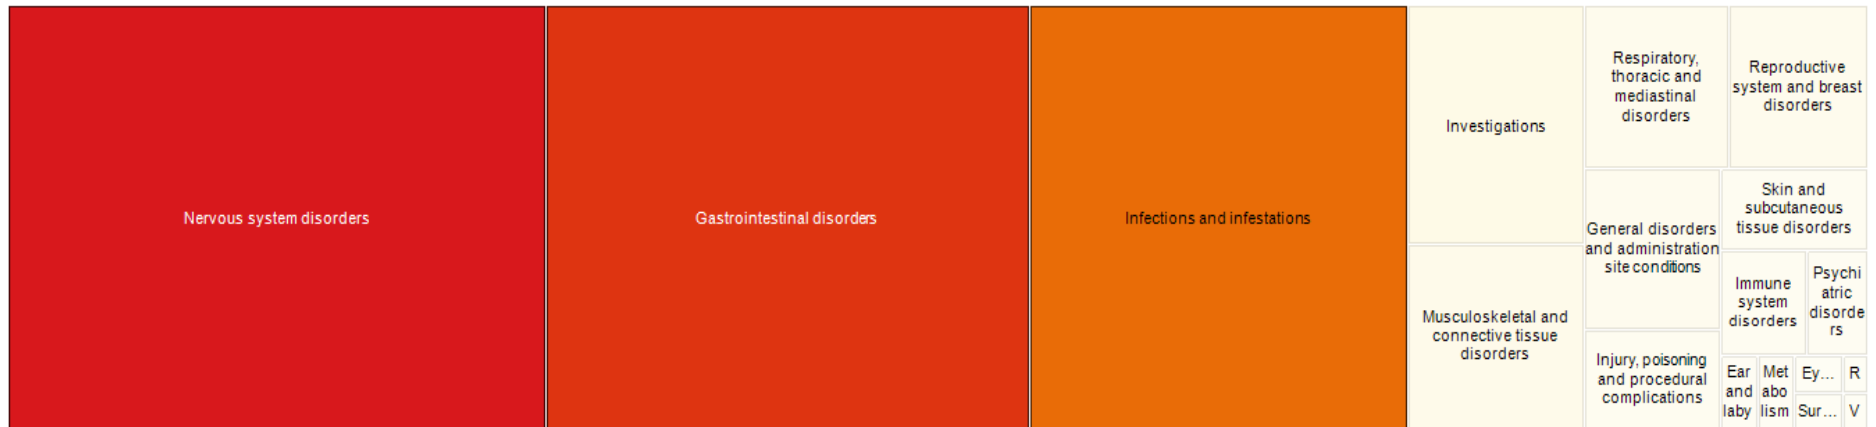 Nervous system disorders
Gastrointestinal disorders
Infections and infestations
Investigations
Musculoskeletal and
connective tissue
disorders
Respiratory,
thoracic and
mediastinal
disorders
Reproductive
system and breast
disorders
General disorders
and administration
site conditions
Skin and
subcutaneous
tissue disorders
Immune
system
disorders
Psychi
atric
disorde
rs
Injury, poisoning
and procedural
complications
Ear
and
laby
Met
abo
lism
Ey...
R
Sur...
V